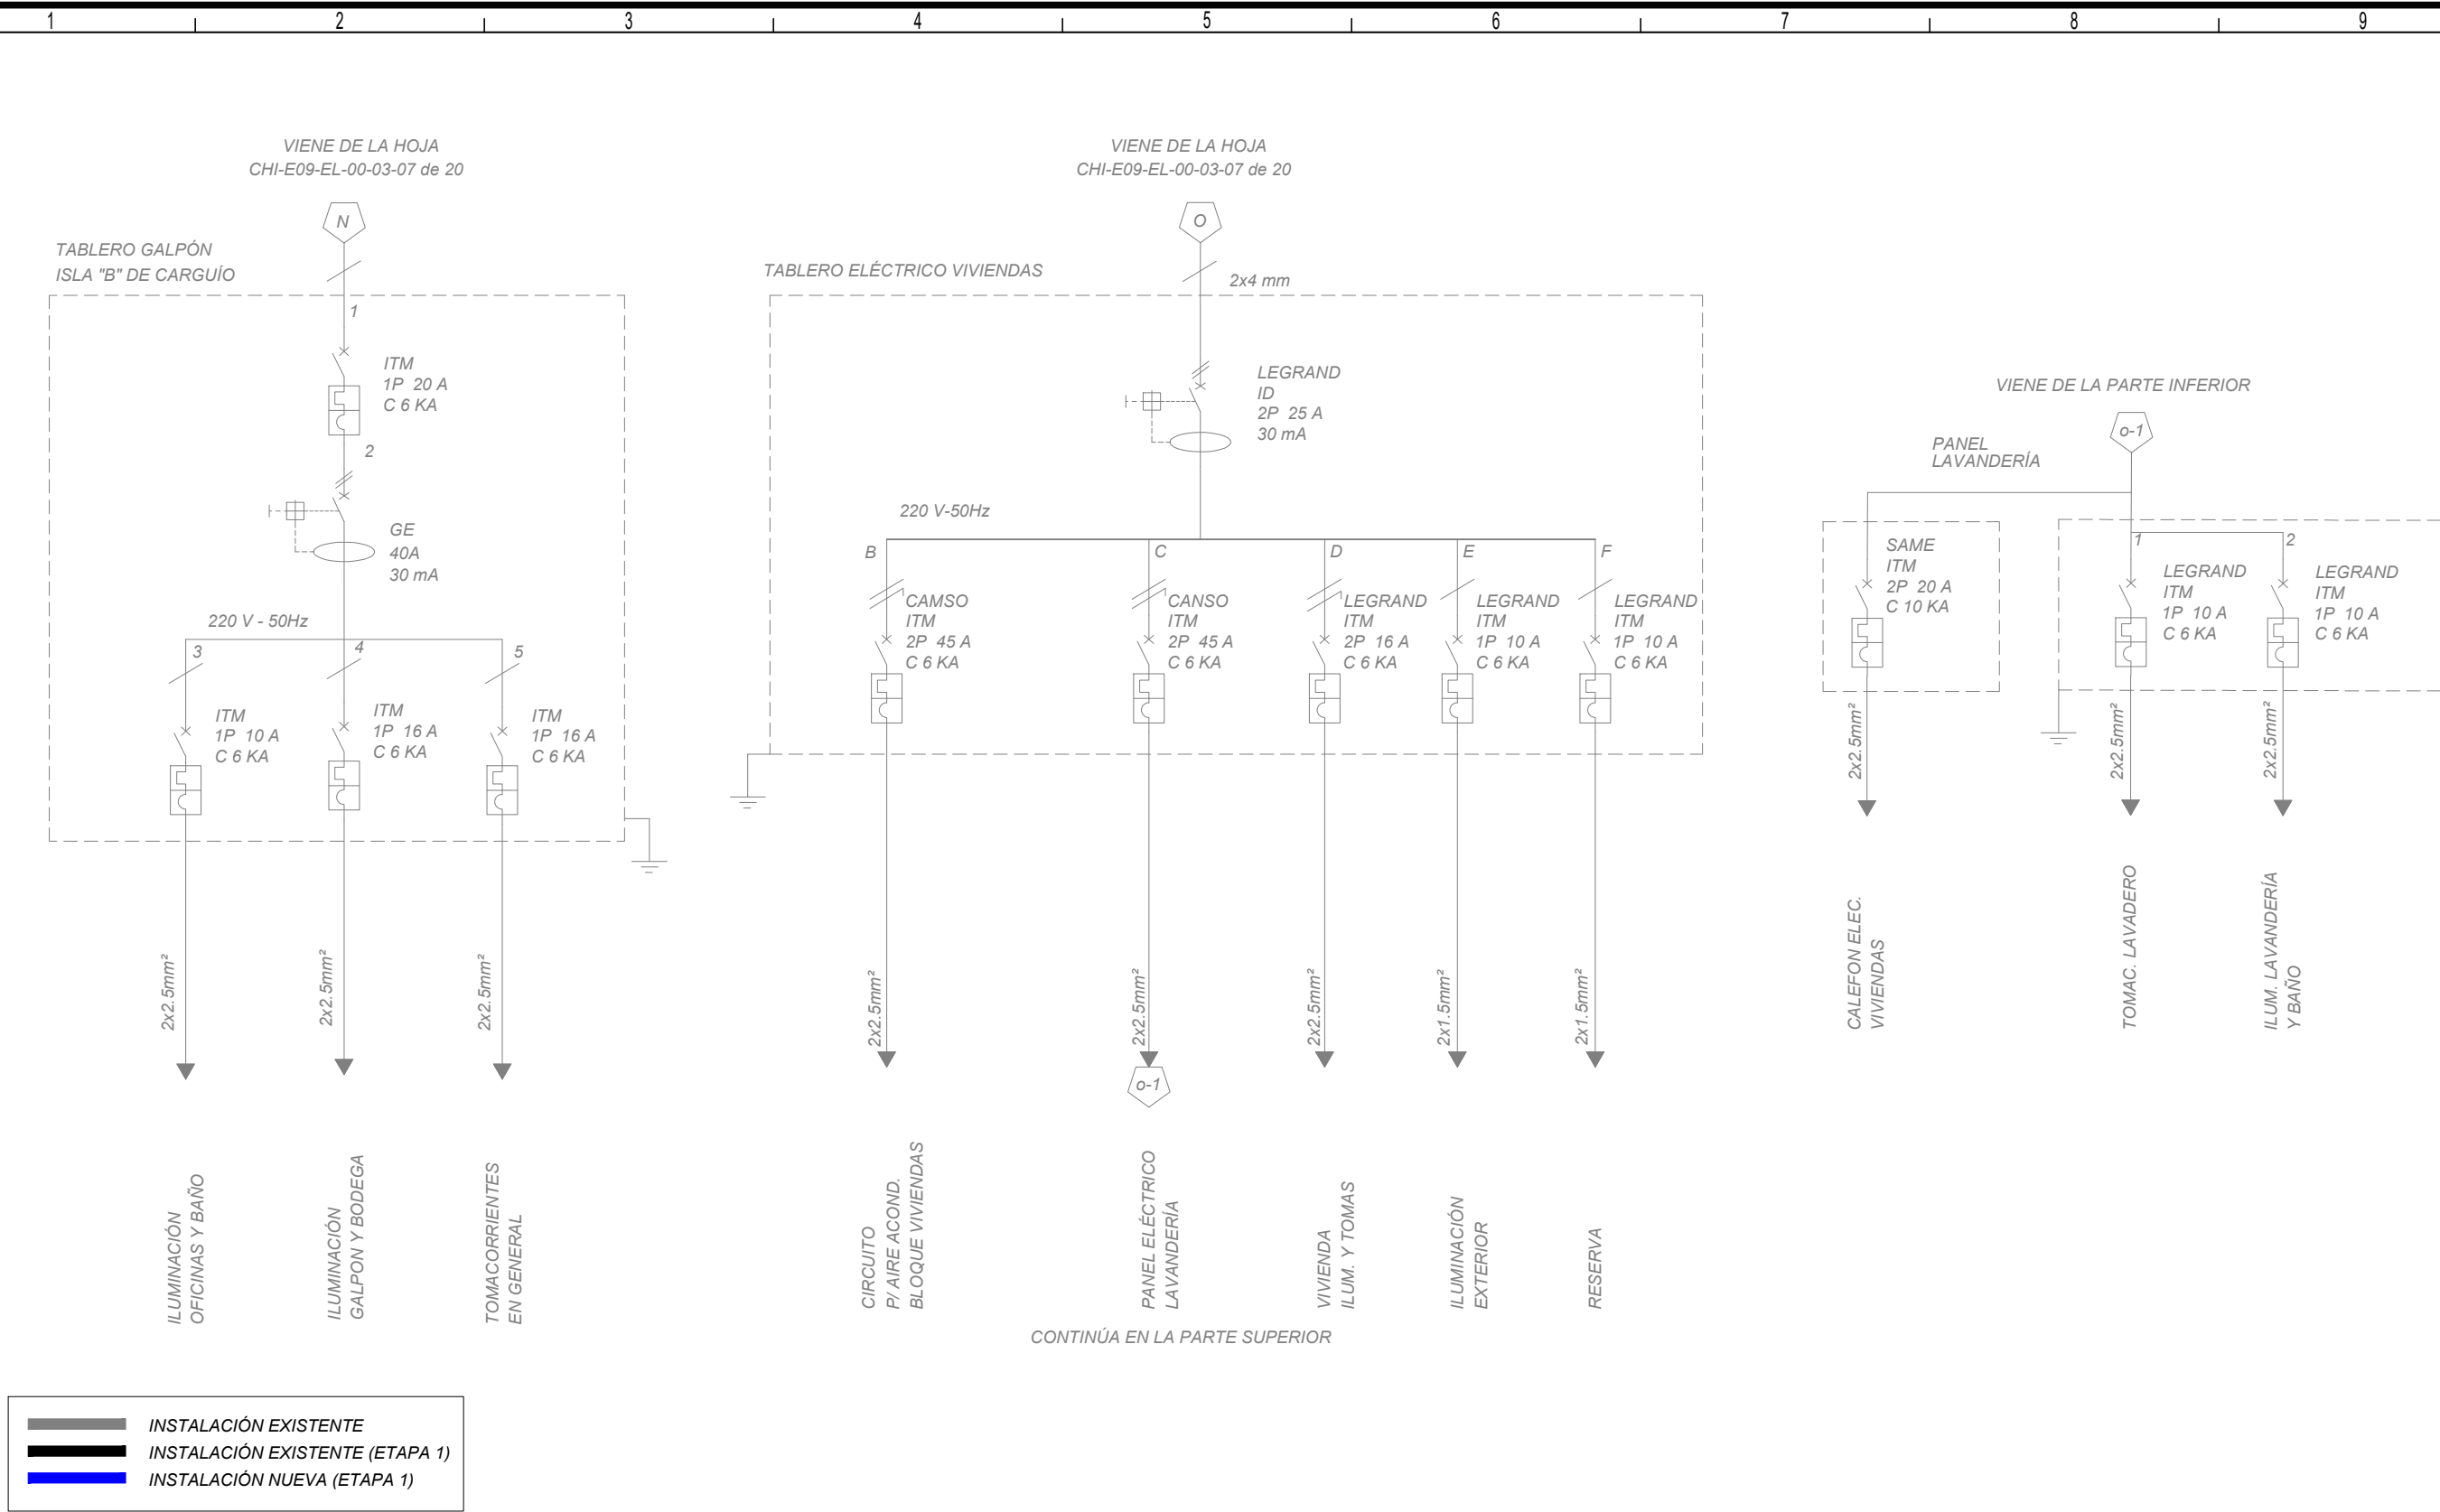 1 2 3 4 5 6 7 8 9
VIENE DE LA HOJA
CHI-E09-EL-00-03-07 de 20
N
TABLERO GALPÓN
ISLA "B" DE CARGUÍO
1
ITM
1P 20 A
C 6 KA
2
GE
40A
30 mA
220 V - 50Hz
3
4
5
ITM
1P 10 A
C 6 KA
ITM
1P 16 A
C 6 KA
ITM
1P 16 A
C 6 KA
2x2.5mm²
2x2.5mm²
2x2.5mm²
ILUMINACIÓN
OFICINAS Y BAÑO
ILUMINACIÓN
GALPON Y BODEGA
TOMACORRIENTES
EN GENERAL
VIENE DE LA HOJA
CHI-E09-EL-00-03-07 de 20
O
TABLERO ELÉCTRICO VIVIENDAS
2x4 mm
LEGRAND
ID
2P 25 A
30 mA
220 V-50Hz
B
C
D
E
F
CAMSO
ITM
2P 45 A
C 6 KA
CANSO
ITM
2P 45 A
C 6 KA
LEGRAND
ITM
2P 16 A
C 6 KA
LEGRAND
ITM
1P 10 A
C 6 KA
LEGRAND
ITM
1P 10 A
C 6 KA
2x2.5mm²
2x2.5mm²
2x2.5mm²
2x1.5mm²
2x1.5mm²
o-1
CIRCUITO
P/ AIRE ACOND.
BLOQUE VIVIENDAS
PANEL ELÉCTRICO
LAVANDERÍA
VIVIENDA
ILUM. Y TOMAS
ILUMINACIÓN
EXTERIOR
RESERVA
CONTINÚA EN LA PARTE SUPERIOR
VIENE DE LA PARTE INFERIOR
o-1
PANEL
LAVANDERÍA
SAME
ITM
2P 20 A
C 10 KA
1
LEGRAND
ITM
1P 10 A
C 6 KA
2
LEGRAND
ITM
1P 10 A
C 6 KA
2x2.5mm²
2x2.5mm²
2x2.5mm²
CALEFON ELEC.
VIVIENDAS
TOMAC. LAVADERO
ILUM. LAVANDERÍA
Y BAÑO
INSTALACIÓN EXISTENTE
INSTALACIÓN EXISTENTE (ETAPA 1)
INSTALACIÓN NUEVA (ETAPA 1)